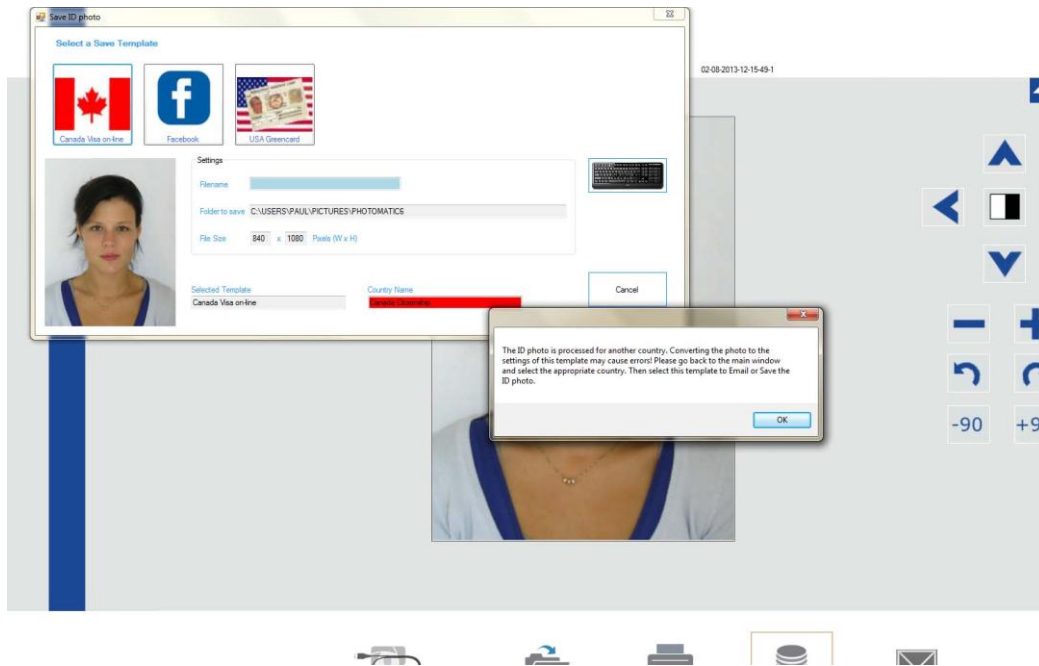 Save ID photo
Select a Save Template
02-08-2013-12-15-49-1
Canada Visa on-line
Facebook
USA Greencard
Settings
Filename
Folder to save C:\USERS\PAUL\PICTURES\PHOTOMATIC6
File Size 840 x 1080 Pixels (W x H)
Selected Template
Country Name
Cancel
Canada Visa on-line
Canada Citizenship
The ID photo is processed for another country. Converting the photo to the
settings of this template may cause errors! Please go back to the main window
and select the appropriate country. Then select this template to Email or Save the
ID photo.
OK
-90
+9